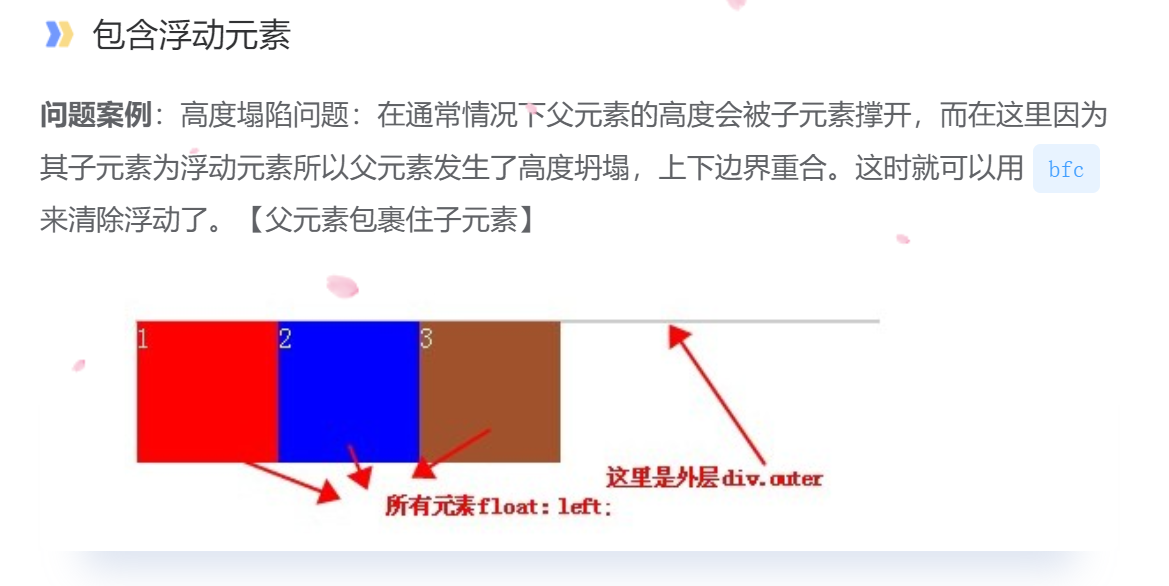 包含浮动元素
问题案例：高度塌陷问题：在通常情况下父元素的高度会被子元素撑开，而在这里因为
其子元素为浮动元素所以父元素发生了高度坍塌，上下边界重合。这时就可以用 bfc
来清除浮动了。【父元素包裹住子元素】
1 2 3
这里是外层div.outer
所有元素float: left;